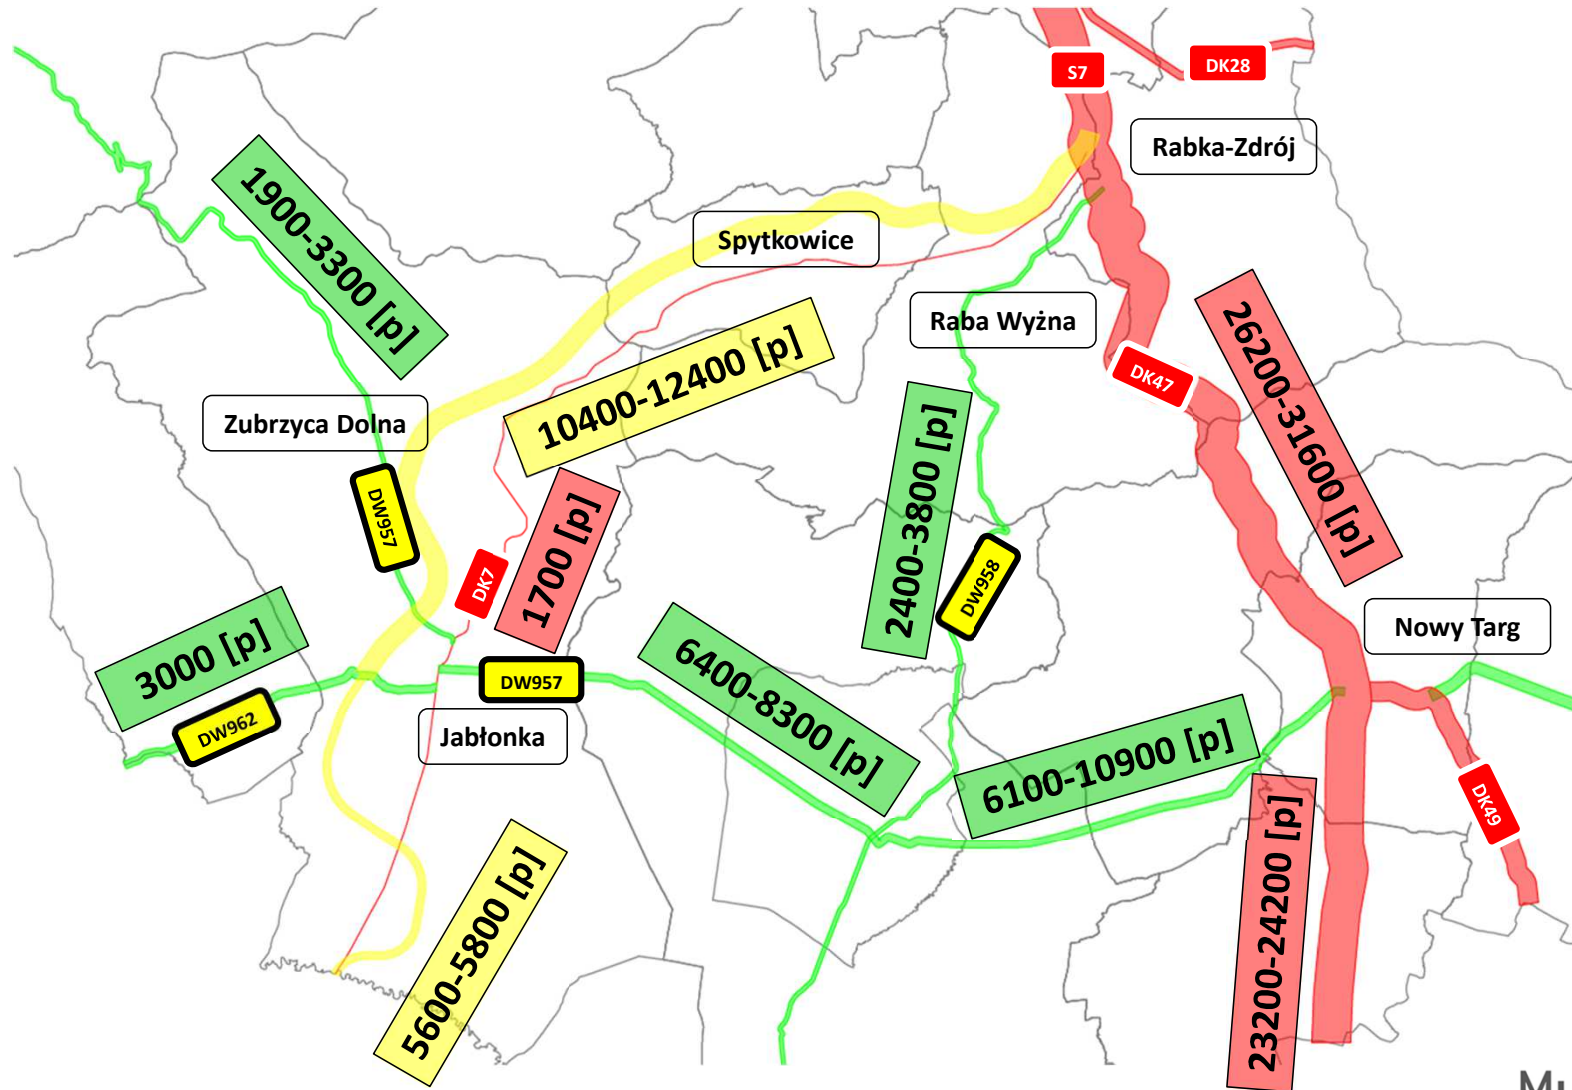 S7
DK28
Rabka-Zdrój
1900-3300 [p]
Spytkowice
Raba Wyżna
26200-31600 [p]
10400-12400 [p]
DK47
Zubrzyca Dolna
2400-3800 [p]
DW957
1700 [p]
DK7
DW958
3000 [p]
Nowy Targ
6400-8300 [p]
DW957
DW962
Jabłonka
6100-10900 [p]
DK49
5600-5800 [p]
23200-24200 [p]